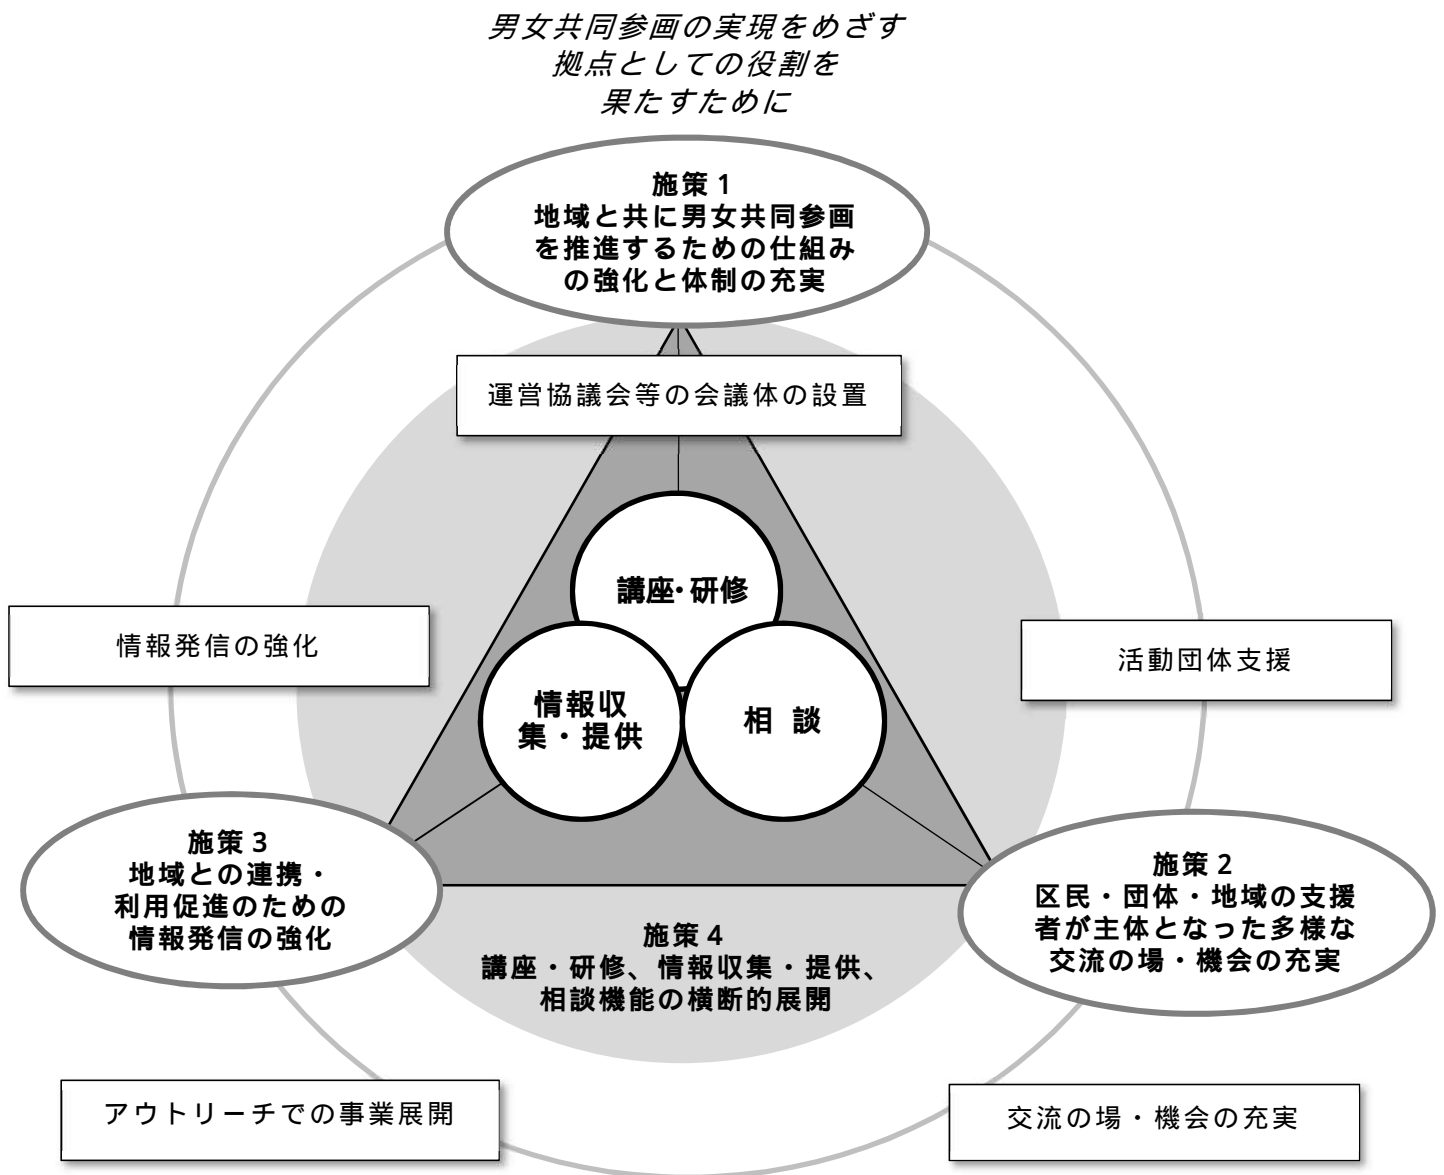 男女共同参画の実現をめざす
拠点としての役割を
果たすために
施策1
地域と共に男女共同参画
を推進するための仕組み
の強化と体制の充実
運営協議会等の会議体の設置
講座・研修
情報発信の強化
活動団体支援
情報収
集・提供
相 談
施策3
地域との連携・
利用促進のための
情報発信の強化
施策2
区民・団体・地域の支援
者が主体となった多様な
交流の場・機会の充実
施策4
講座・研修、情報収集・提供、
相談機能の横断的展開
アウトリーチでの事業展開
交流の場・機会の充実